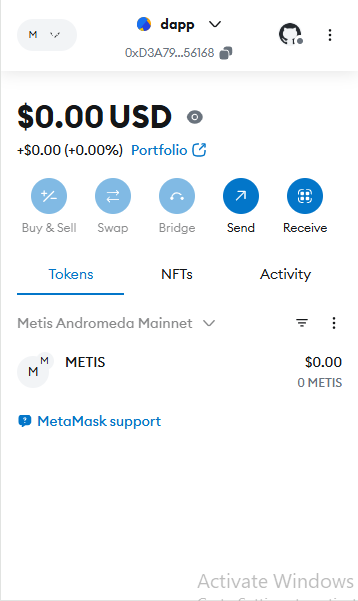 M
dapp
0xD3A79...56168
1
$0.00 USD
+$0.00 (+0.00%) Portfolio
Buy & Sell Swap Bridge Send Receive
Tokens NFTs Activity
Metis Andromeda Mainnet
M
M
METIS $0.00
0 METIS
MetaMask support
Activate Windows